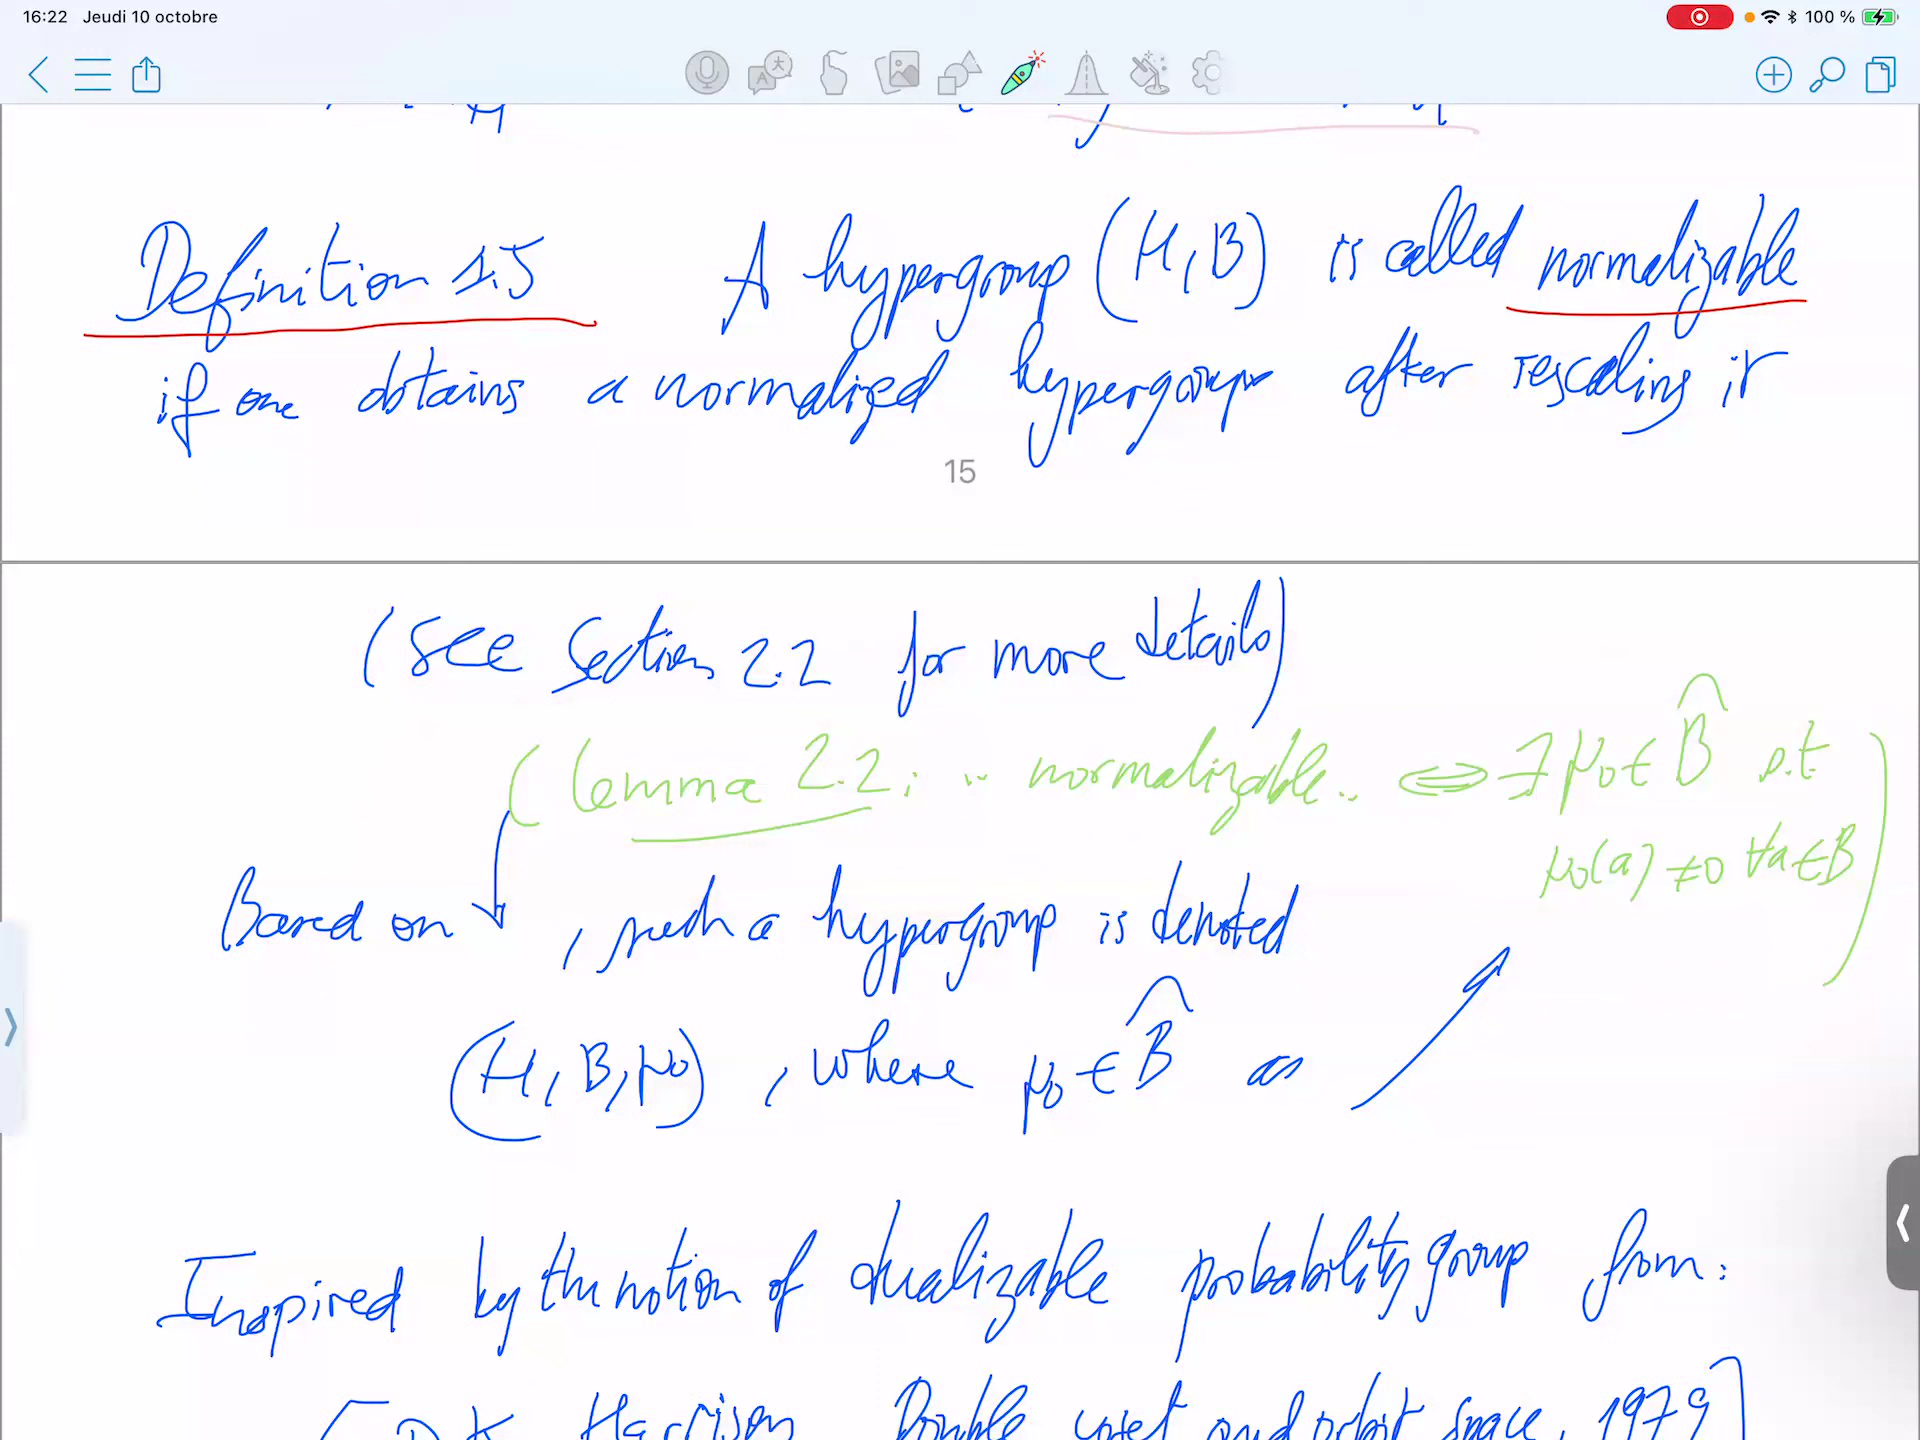 16:22 Jeudi 10 octobre 100 %
Definition 1.5 A hypergroup (H, B) is called normalizable
if one obtains a normalized hypergroup after rescaling it
15
(see Section 2.2 for more details)
(Lemma 2.2: .. normalizable .. ⟺ ∃ μ₀ ∈ B̂ s.t
μ₀(a) ≠ 0 ∀a ∈ B)
Based on ↓, such a hypergroup is denoted
(H, B, μ₀), where μ₀ ∈ B̂ as ↗
Inspired by the notion of dualizable probability group from:
[D.K. Harrison, Double coset and orbit space, 1979]